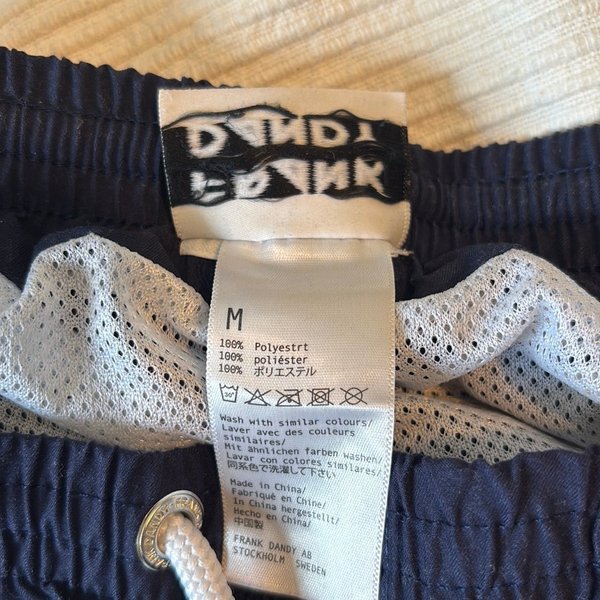 M
100% Polyestrt
100% poliéster
100% ポリエステル
30°
Wash with similar colours/
Laver avec des couleurs
similaires/
Mit ähnlichen farben washen/
Lavar con colores similares/
同系色で洗濯して下さい
Made in China/
Fabriqué en Chine/
In China hergestellt/
Hecho en China/
中国製
FRANK DANDY AB
STOCKHOLM SWEDEN